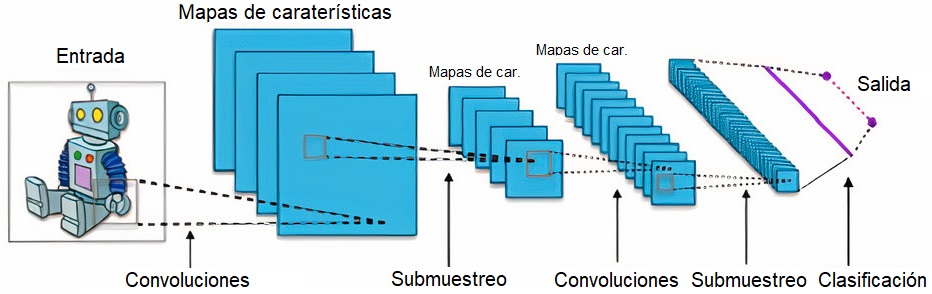 Mapas de caraterísticas
Entrada
Mapas de car.
Mapas de car.
Salida
Convoluciones
Submuestreo
Convoluciones
Submuestreo
Clasificación